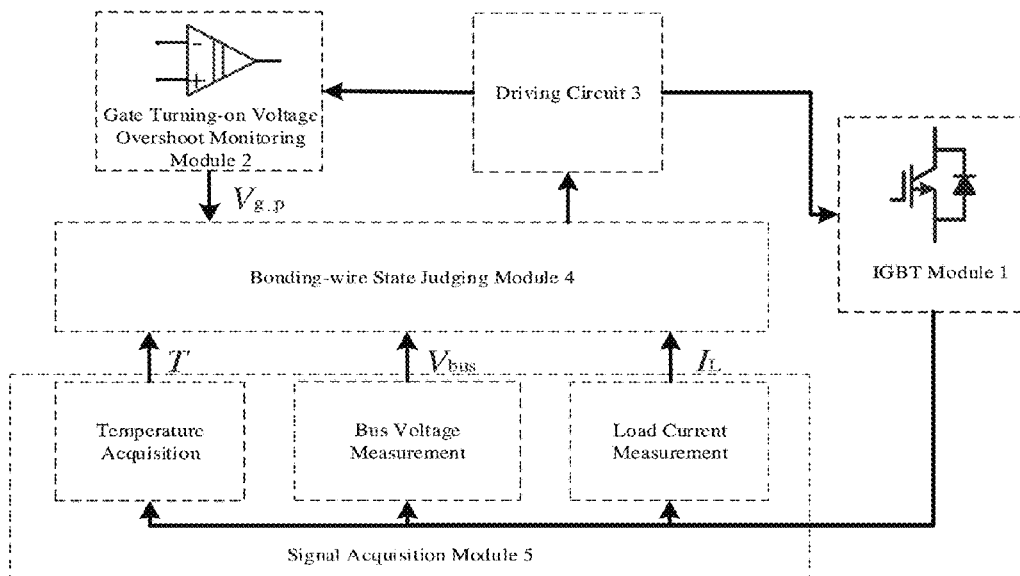 Gate Turning-on Voltage
Overshoot Monitoring
Module 2
Driving Circuit 3
IGBT Module 1
Vg_p
Bonding-wire State Judging Module 4
T
Vbus
IL
Temperature
Acquisition
Bus Voltage
Measurement
Load Current
Measurement
Signal Acquisition Module 5